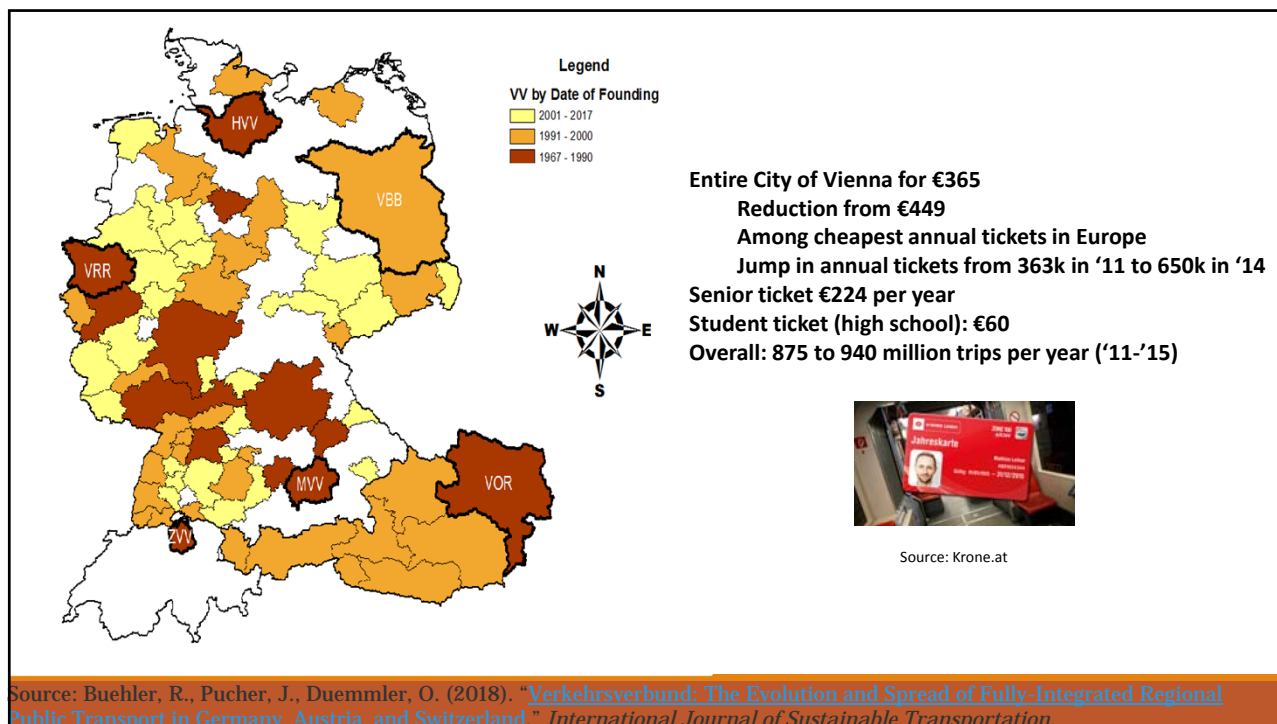 Legend
VV by Date of Founding
2001 - 2017
1991 - 2000
1967 - 1990
HVV
VBB
VRR
MVV
VOR
ZVV
N
W
E
S
Entire City of Vienna for €365
Reduction from €449
Among cheapest annual tickets in Europe
Jump in annual tickets from 363k in ‘11 to 650k in ‘14
Senior ticket €224 per year
Student ticket (high school): €60
Overall: 875 to 940 million trips per year (‘11-’15)
WIENER LINIEN
Jahreskarte
Source: Krone.at
Source: Buehler, R., Pucher, J., Duemmler, O. (2018). “Verkehrsverbund: The Evolution and Spread of Fully-Integrated Regional
Public Transport in Germany, Austria, and Switzerland.” International Journal of Sustainable Transportation